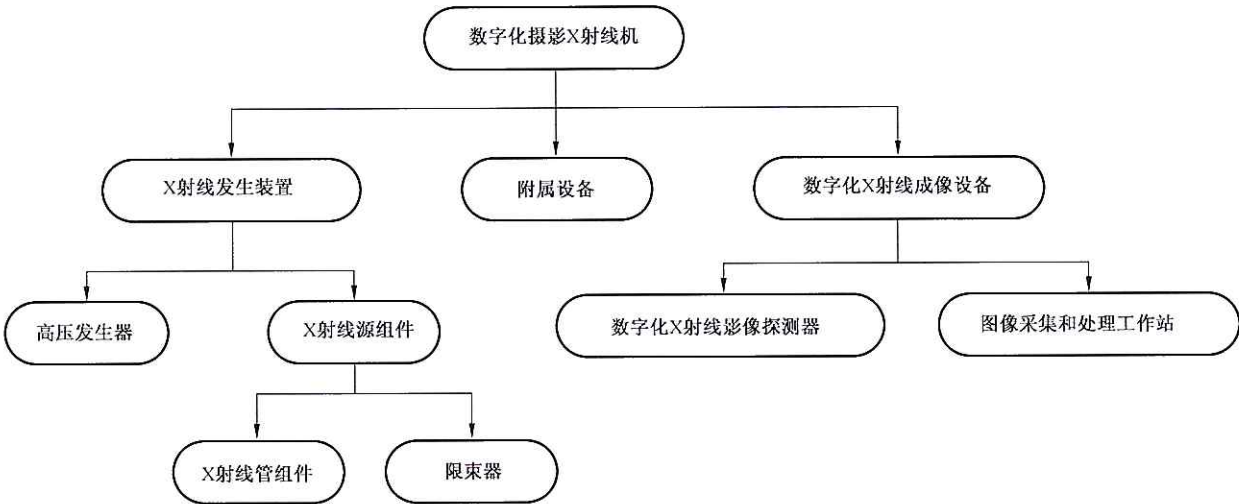 数字化摄影X射线机
X射线发生装置
附属设备
数字化X射线成像设备
高压发生器
X射线源组件
数字化X射线影像探测器
图像采集和处理工作站
X射线管组件
限束器